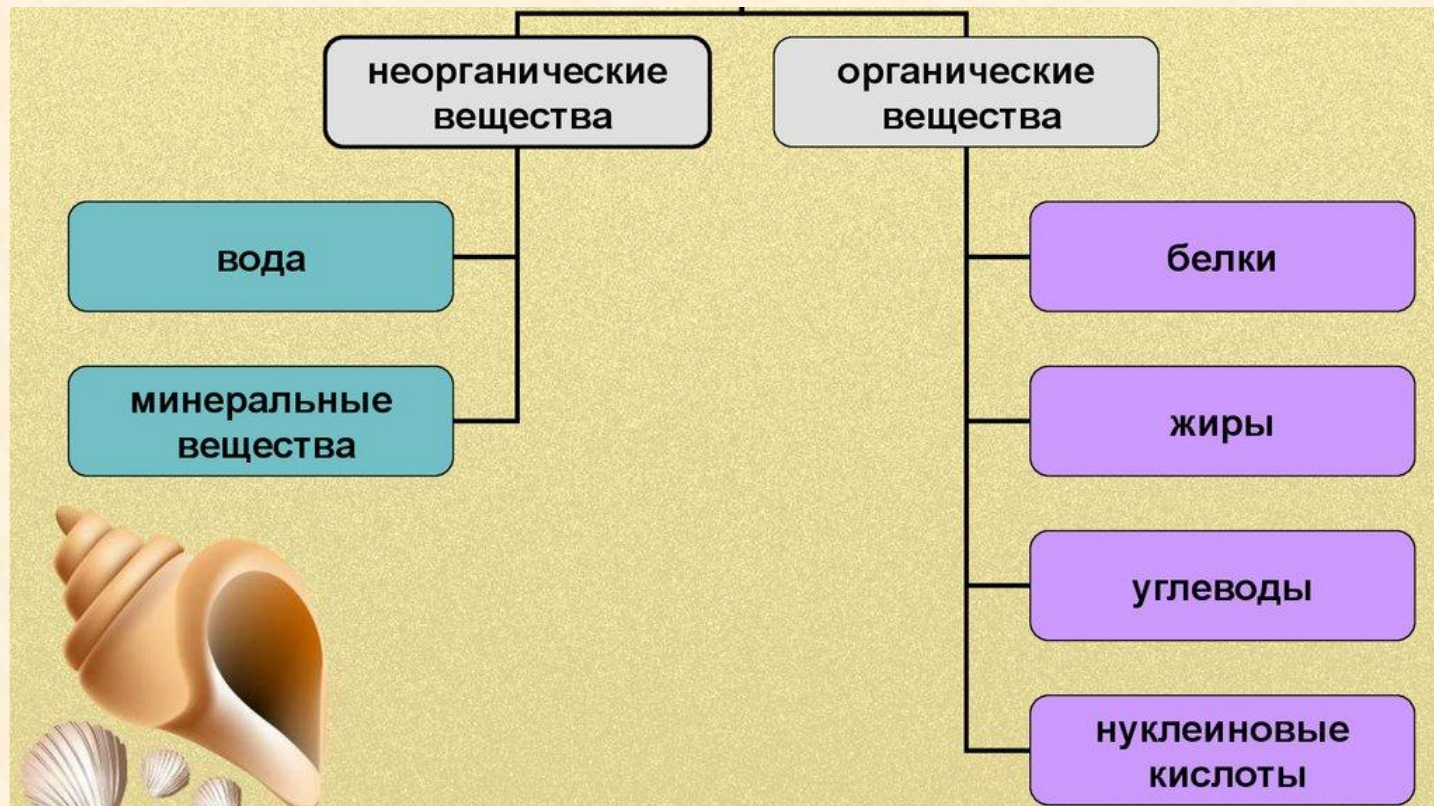 неорганические
вещества
органические
вещества
вода
минеральные
вещества
белки
жиры
углеводы
нуклеиновые
кислоты